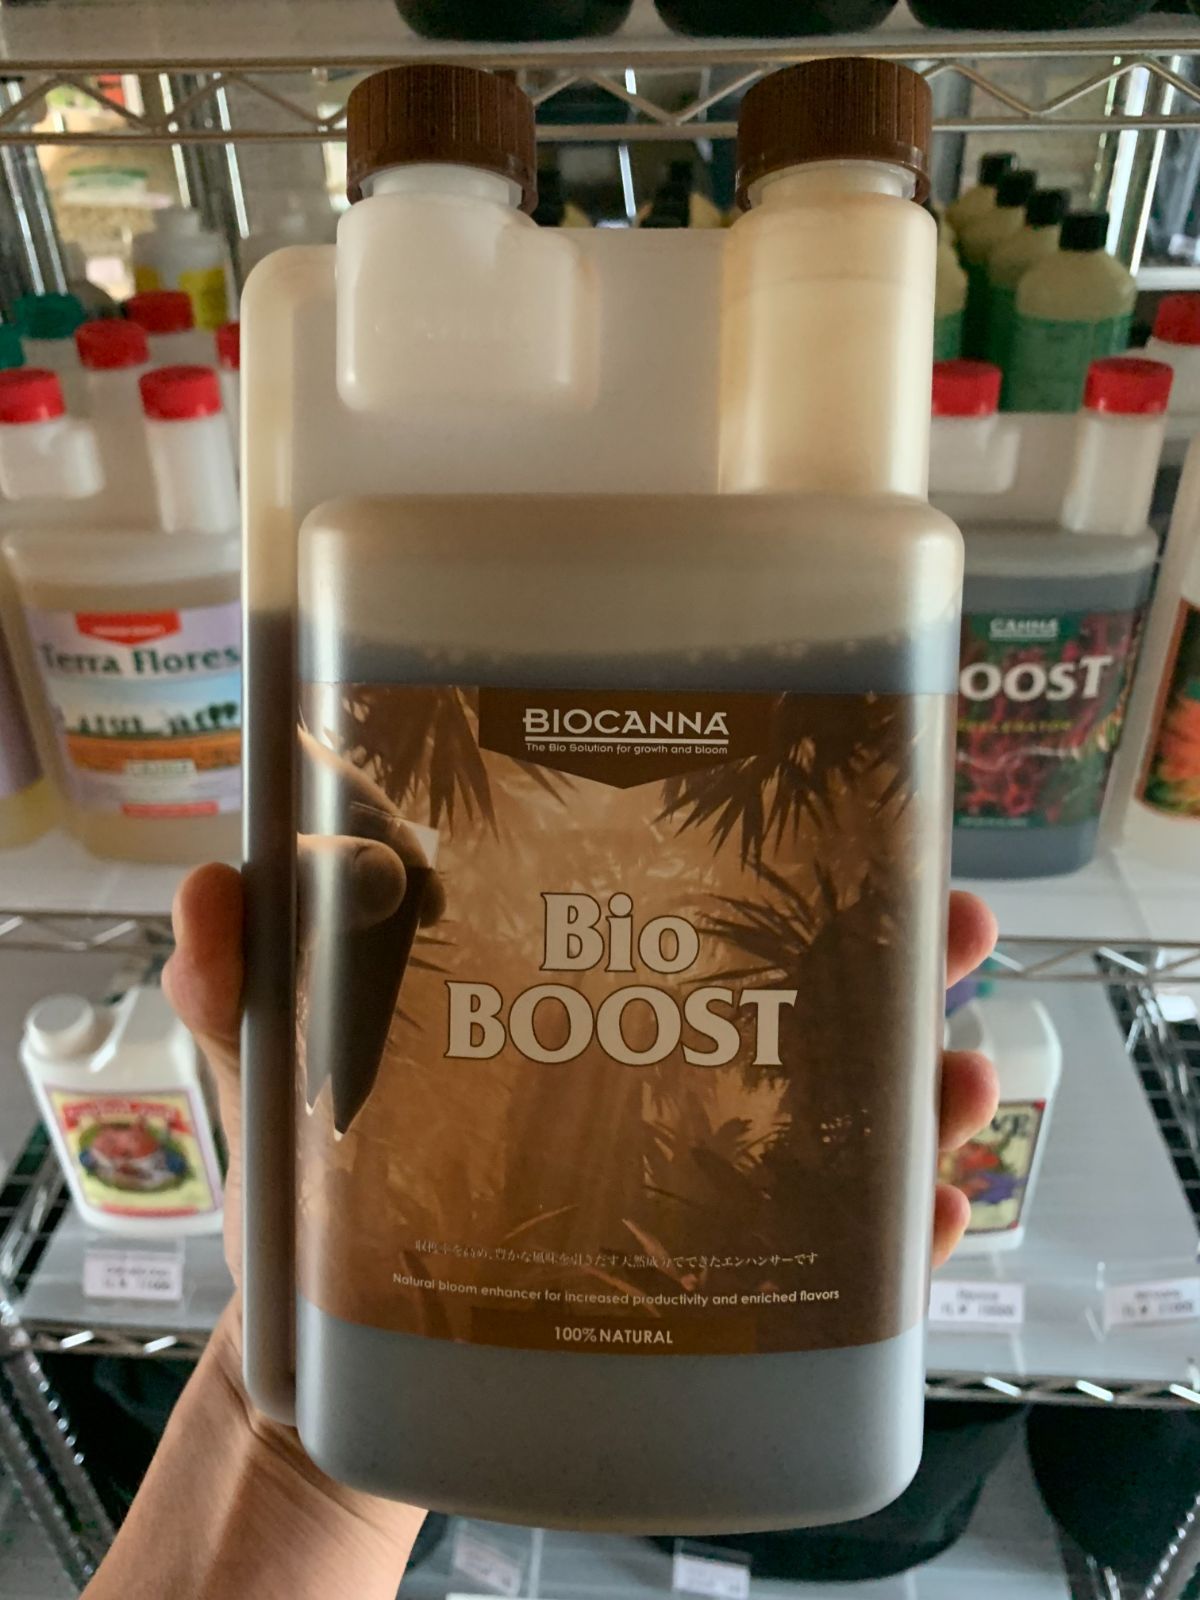 BIOCANNA
The Bio Solution for growth and bloom
Bio
BOOST
収穫率を高め、豊かな風味を引きだす天然成分でできたエンハンサーです
Natural bloom enhancer for increased productivity and enriched flavors
100% NATURAL
Terra Flores
CANNA
OOST